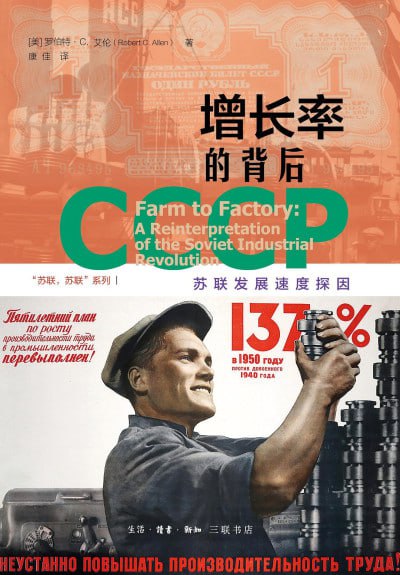 [美] 罗伯特·C. 艾伦 (Robert C. Allen) 著
康 佳 译
增长率
的背后
СССР
Farm to Factory:
A Reinterpretation
of the Soviet Industrial
Revolution
“苏联，苏联”系列
苏联发展速度探因
Пятилетний план
по росту
производительности труда
в промышленности
перевыполнен!
137%
в 1950 году
против довоенного
1940 года
生活·讀書·新知 三联书店
НЕУСТАННО ПОВЫШАТЬ ПРОИЗВОДИТЕЛЬНОСТЬ ТРУДА!